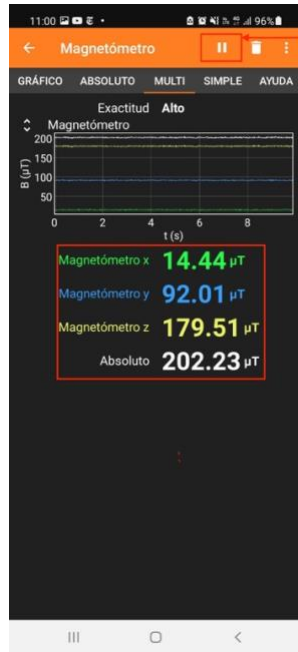 11:00 96%
Magnetómetro
GRÁFICO ABSOLUTO MULTI SIMPLE AYUDA
Exactitud Alto
Magnetómetro
200
150
100
50
B (µT)
0 2 4 6 8
t (s)
Magnetómetro x 14.44 µT
Magnetómetro y 92.01 µT
Magnetómetro z 179.51 µT
Absoluto 202.23 µT